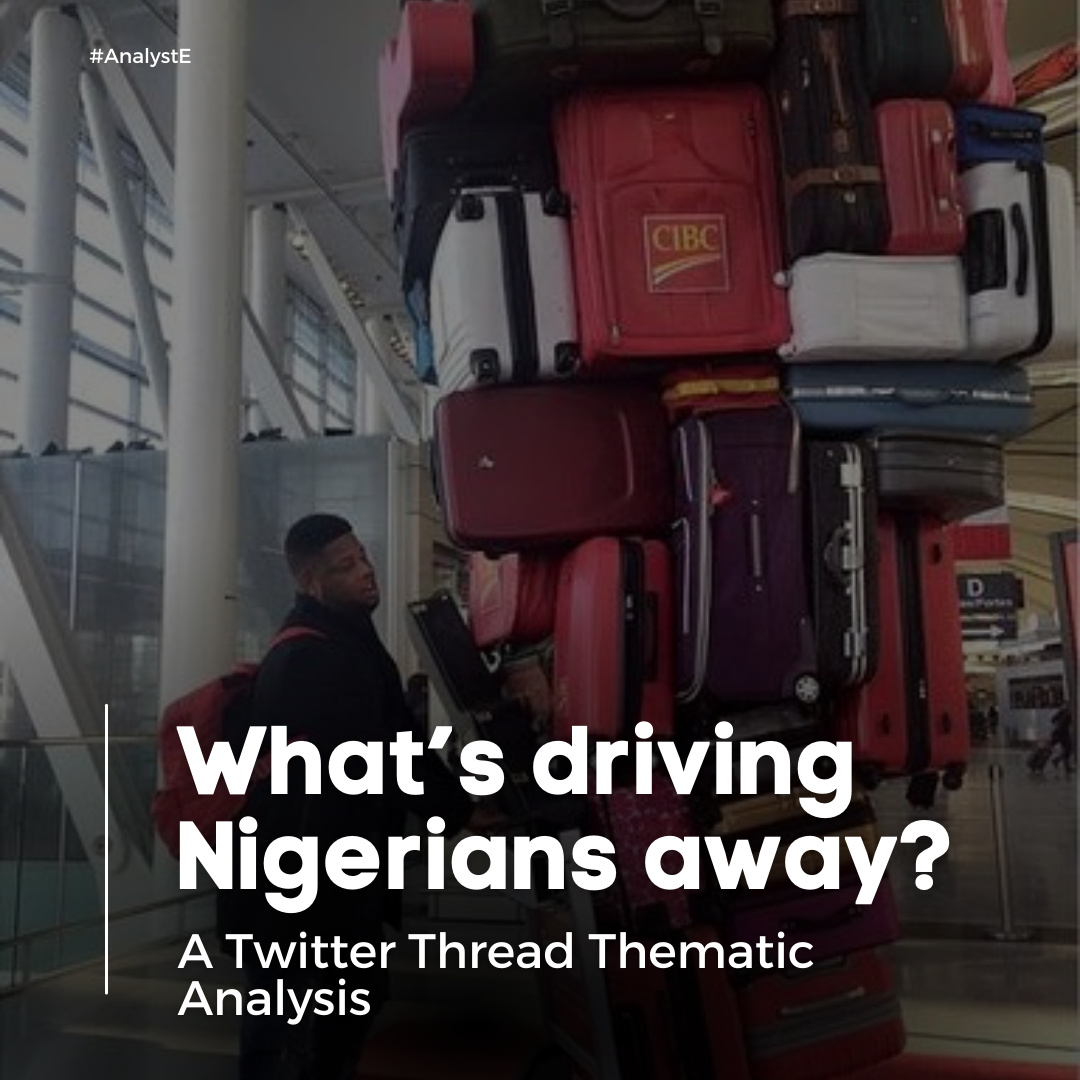 #AnalystE
CIBC
D
What’s driving
Nigerians away?
A Twitter Thread Thematic
Analysis